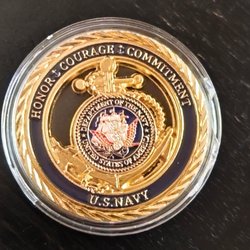 HONOR : COURAGE : COMMITMENT
DEPARTMENT OF THE NAVY
UNITED STATES OF AMERICA
U.S. NAVY